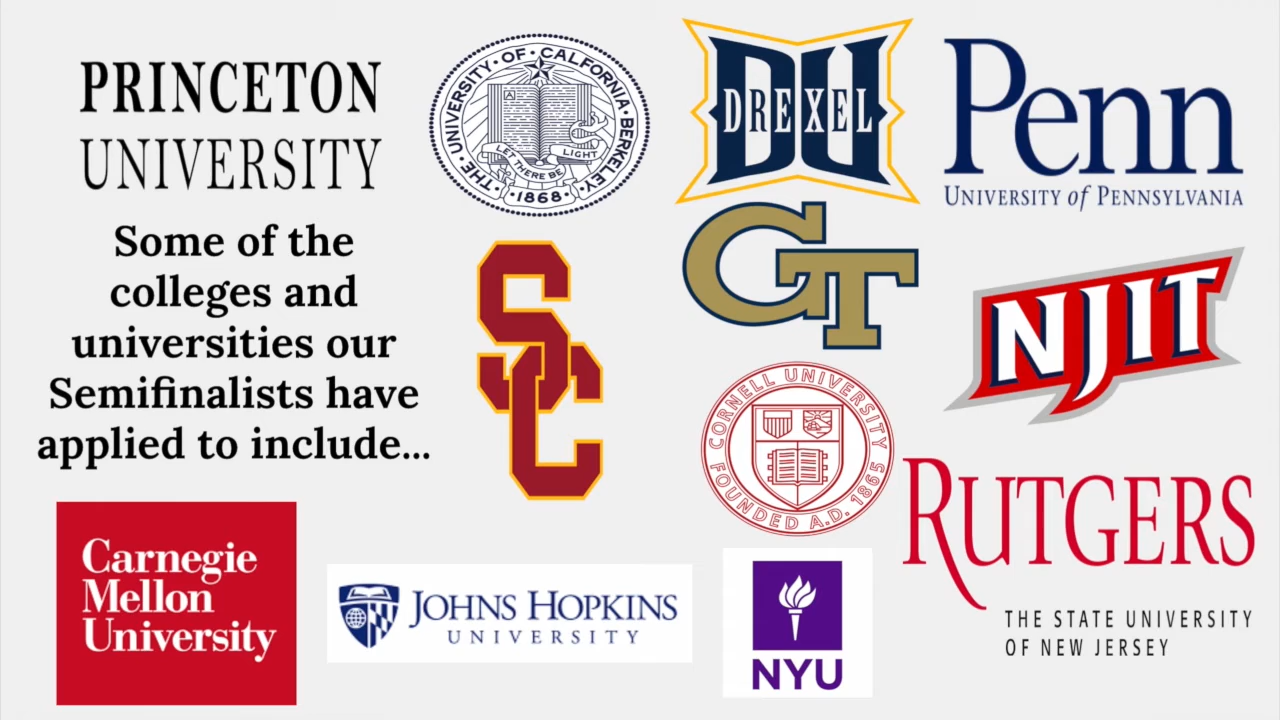 PRINCETON
UNIVERSITY
Some of the
colleges and
universities our
Semifinalists have
applied to include...
THE·UNIVERSITY·OF·CALFORNIA·BERKELEY·
A
LET THERE BE LIGHT
·1868·
DU
DREXEL
Penn
UNIVERSITY of PENNSYLVANIA
SC
GT
NJIT
CORNELL UNIVERSITY
FOUNDED A.D. 1865
RUTGERS
THE STATE UNIVERSITY
OF NEW JERSEY
Carnegie
Mellon
University
JOHNS HOPKINS
UNIVERSITY
NYU